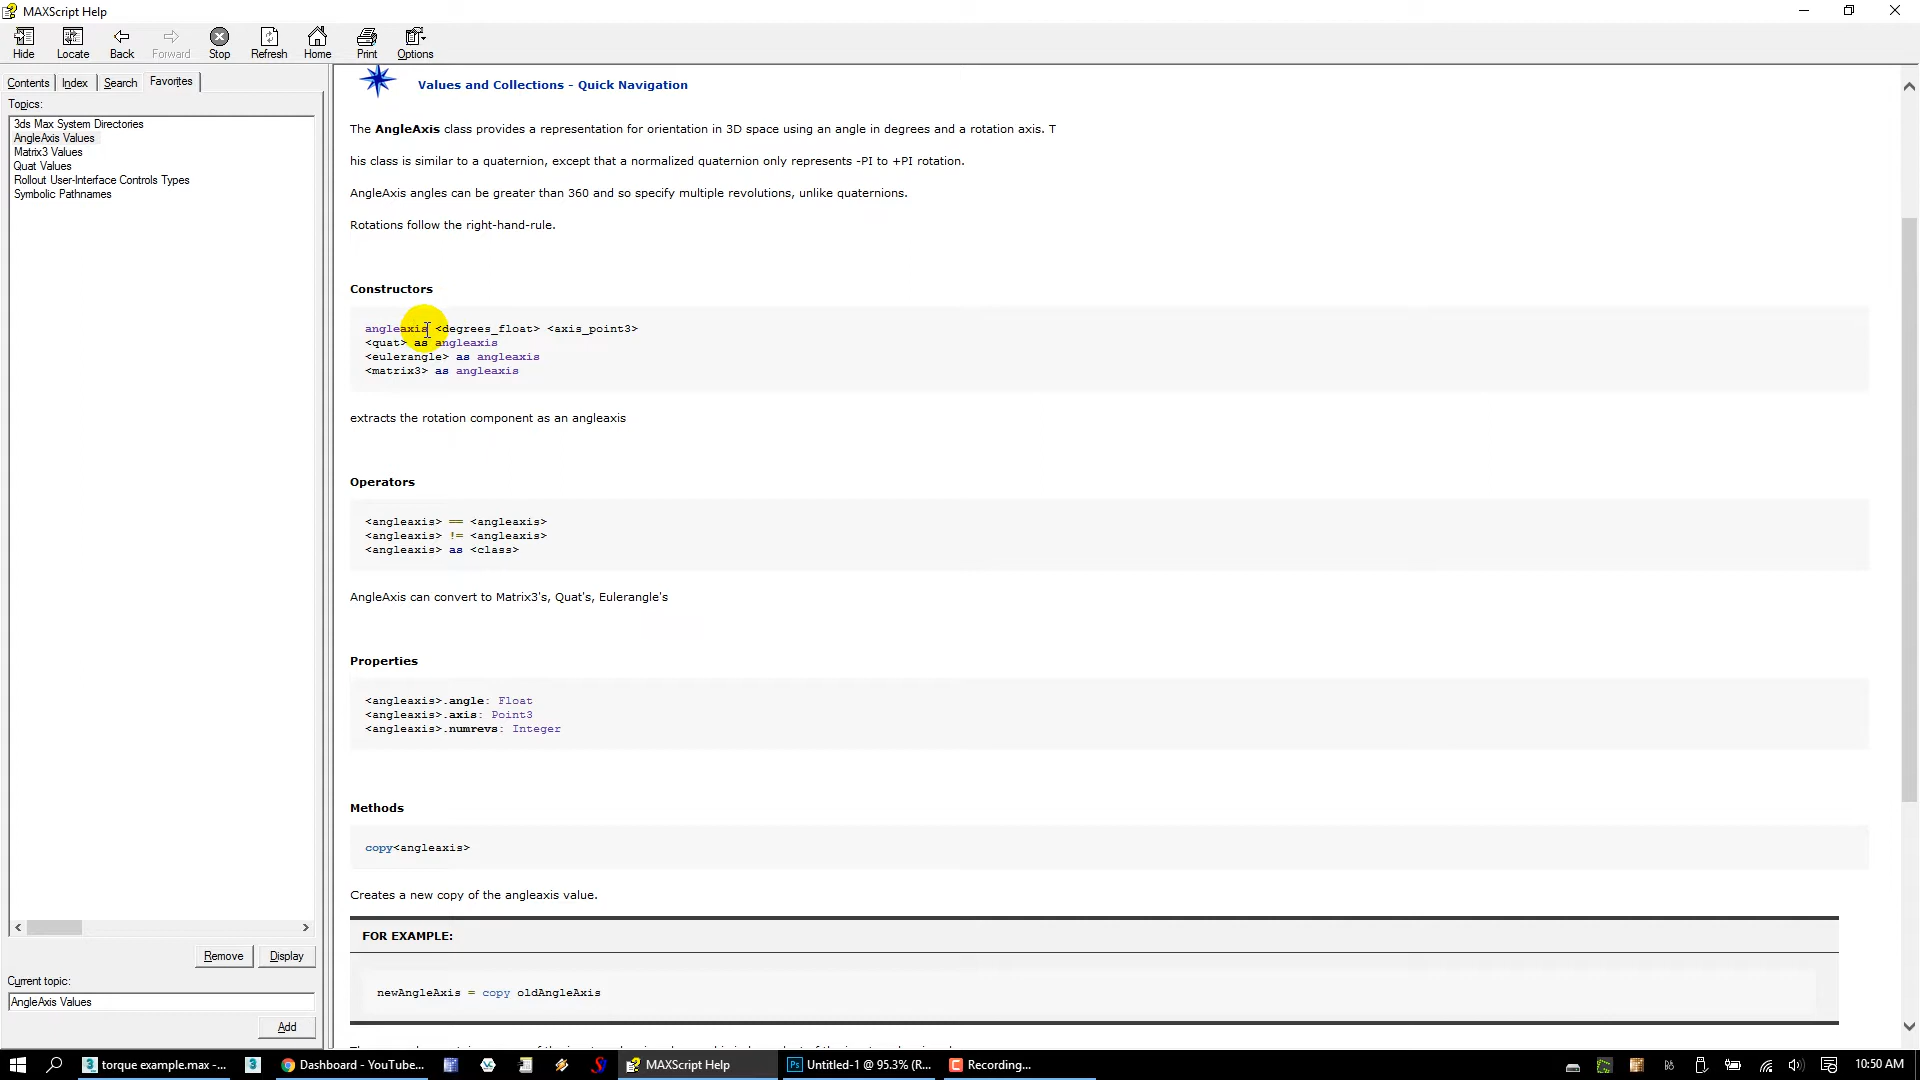 MAXScript Help
Hide Locate Back Forward Stop Refresh Home Print Options
Contents Index Search Favorites
Topics:
3ds Max System Directories
AngleAxis Values
Matrix3 Values
Quat Values
Rollout User-Interface Controls Types
Symbolic Pathnames
Remove Display
Current topic:
AngleAxis Values
Add
Values and Collections - Quick Navigation
The AngleAxis class provides a representation for orientation in 3D space using an angle in degrees and a rotation axis. T
his class is similar to a quaternion, except that a normalized quaternion only represents -PI to +PI rotation.
AngleAxis angles can be greater than 360 and so specify multiple revolutions, unlike quaternions.
Rotations follow the right-hand-rule.
Constructors
angleaxis <degrees_float> <axis_point3>
<quat> as angleaxis
<eulerangle> as angleaxis
<matrix3> as angleaxis
extracts the rotation component as an angleaxis
Operators
<angleaxis> == <angleaxis>
<angleaxis> != <angleaxis>
<angleaxis> as <class>
AngleAxis can convert to Matrix3's, Quat's, Eulerangle's
Properties
<angleaxis>.angle: Float
<angleaxis>.axis: Point3
<angleaxis>.numrevs: Integer
Methods
copy<angleaxis>
Creates a new copy of the angleaxis value.
FOR EXAMPLE:
newAngleAxis = copy oldAngleAxis
torque example.max -... Dashboard - YouTube... MAXScript Help Untitled-1 @ 95.3% (R... Recording... 10:50 AM